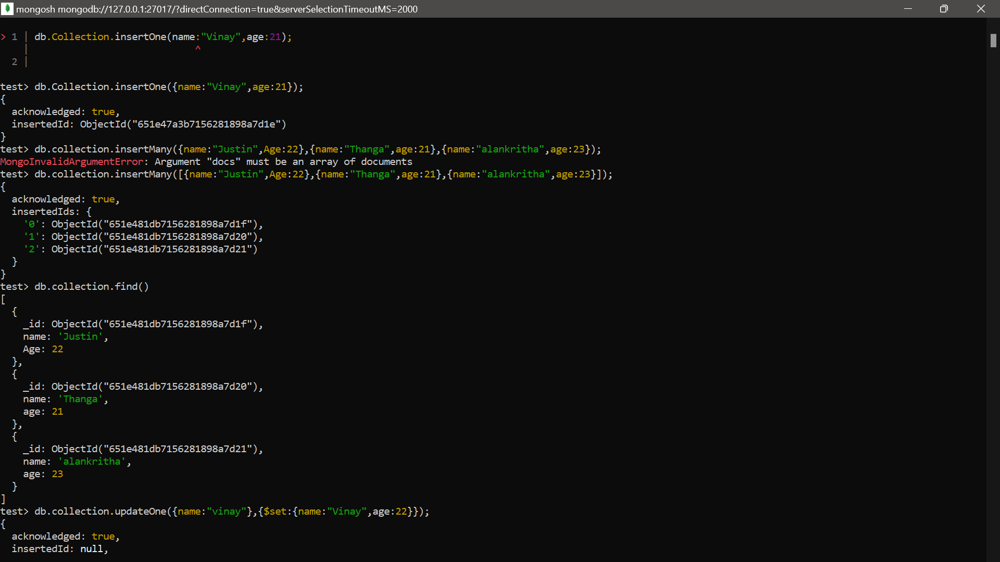 mongosh mongodb://127.0.0.1:27017/?directConnection=true&serverSelectionTimeoutMS=2000
> 1 | db.Collection.insertOne(name:"Vinay",age:21);
|                              ^
2 |
test> db.Collection.insertOne({name:"Vinay",age:21});
{
  acknowledged: true,
  insertedId: ObjectId("651e47a3b7156281898a7d1e")
}
test> db.collection.insertMany({name:"Justin",Age:22},{name:"Thanga",age:21},{name:"alankritha",age:23});
MongoInvalidArgumentError: Argument "docs" must be an array of documents
test> db.collection.insertMany([{name:"Justin",Age:22},{name:"Thanga",age:21},{name:"alankritha",age:23}]);
{
  acknowledged: true,
  insertedIds: {
    '0': ObjectId("651e481db7156281898a7d1f"),
    '1': ObjectId("651e481db7156281898a7d20"),
    '2': ObjectId("651e481db7156281898a7d21")
  }
}
test> db.collection.find()
[
  {
    _id: ObjectId("651e481db7156281898a7d1f"),
    name: 'Justin',
    Age: 22
  },
  {
    _id: ObjectId("651e481db7156281898a7d20"),
    name: 'Thanga',
    age: 21
  },
  {
    _id: ObjectId("651e481db7156281898a7d21"),
    name: 'alankritha',
    age: 23
  }
]
test> db.collection.updateOne({name:"vinay"},{$set:{name:"Vinay",age:22}});
{
  acknowledged: true,
  insertedId: null,